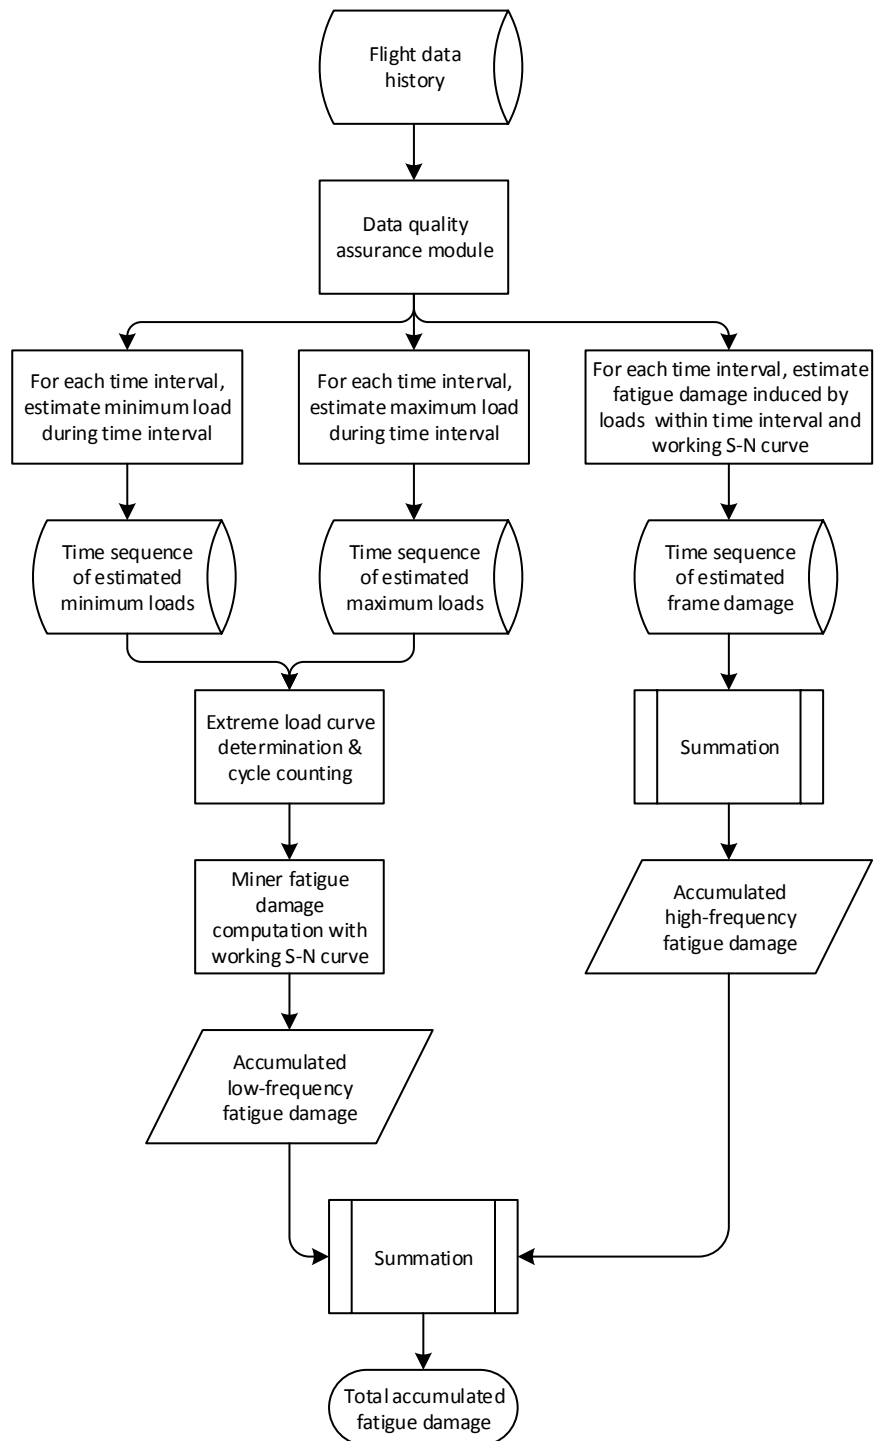 Flight data
history
Data quality
assurance module
For each time interval,
estimate minimum load
during time interval
For each time interval,
estimate maximum load
during time interval
For each time interval, estimate
fatigue damage induced by
loads within time interval and
working S-N curve
Time sequence
of estimated
minimum loads
Time sequence
of estimated
maximum loads
Time sequence
of estimated
frame damage
Extreme load curve
determination &
cycle counting
Summation
Miner fatigue
damage
computation with
working S-N curve
Accumulated
high-frequency
fatigue damage
Accumulated
low-frequency
fatigue damage
Summation
Total accumulated
fatigue damage